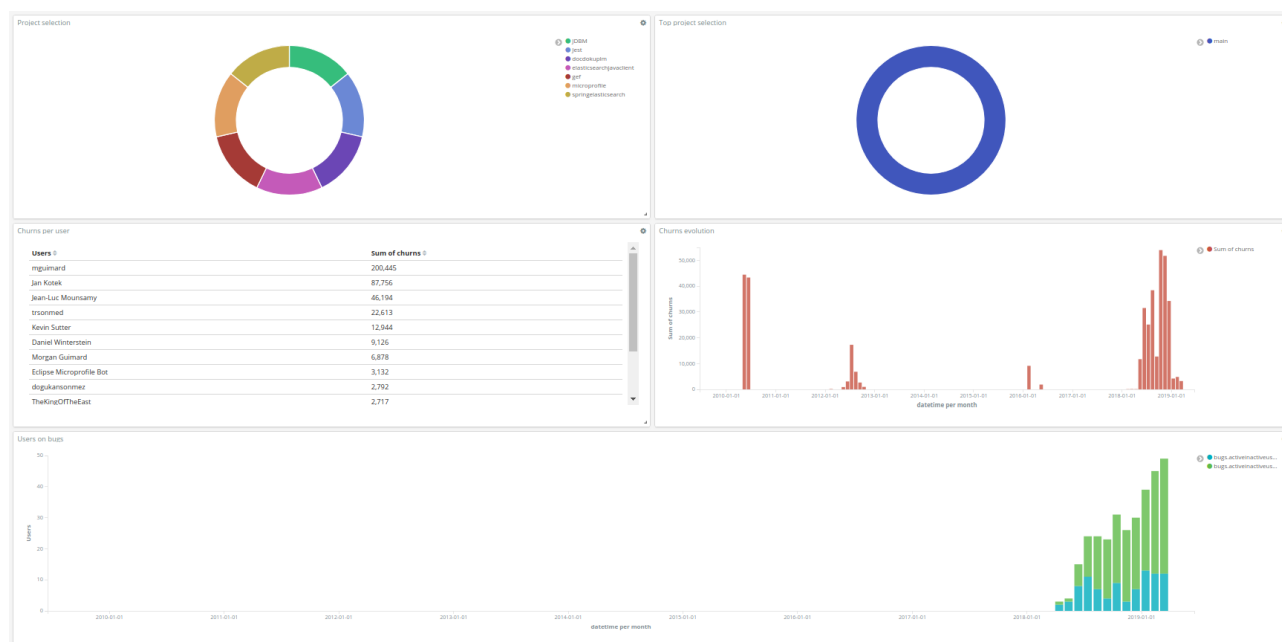 Project selection
JDBM
jest
docdokuplm
elasticsearchjavaclient
gef
microprofile
springelasticsearch
Top project selection
main
Churns per user
Users Sum of churns
mguimard 200,445
Jan Kotek 87,756
Jean-Luc Mounsamy 46,194
trsonmed 22,613
Kevin Sutter 12,944
Daniel Winterstein 9,126
Morgan Guimard 6,878
Eclipse Microprofile Bot 3,132
dogukansonmez 2,792
TheKingOfTheEast 2,717
Churns evolution
Sum of churns
50,000
40,000
30,000
20,000
10,000
0
Sum of churns
2010-01-01 2011-01-01 2012-01-01 2013-01-01 2014-01-01 2015-01-01 2016-01-01 2017-01-01 2018-01-01 2019-01-01
datetime per month
Users on bugs
bugs.activeinactiveus...
bugs.activeinactiveus...
50
40
30
20
10
0
Users
2010-01-01 2011-01-01 2012-01-01 2013-01-01 2014-01-01 2015-01-01 2016-01-01 2017-01-01 2018-01-01 2019-01-01
datetime per month